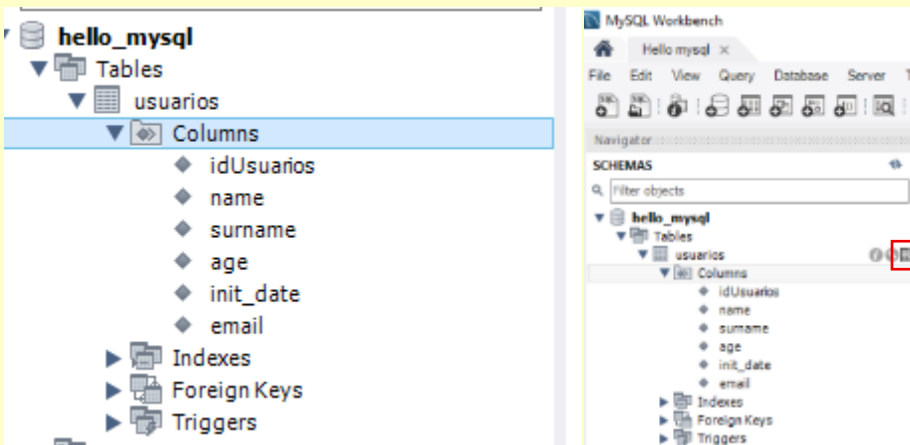 hello_mysql
Tables
usuarios
Columns
idUsuarios
name
surname
age
init_date
email
Indexes
Foreign Keys
Triggers
MySQL Workbench
Hello mysql ×
File Edit View Query Database Server
Navigator
SCHEMAS
Filter objects
hello_mysql
Tables
usuarios
Columns
idUsuarios
name
surname
age
init_date
email
Indexes
Foreign Keys
Triggers